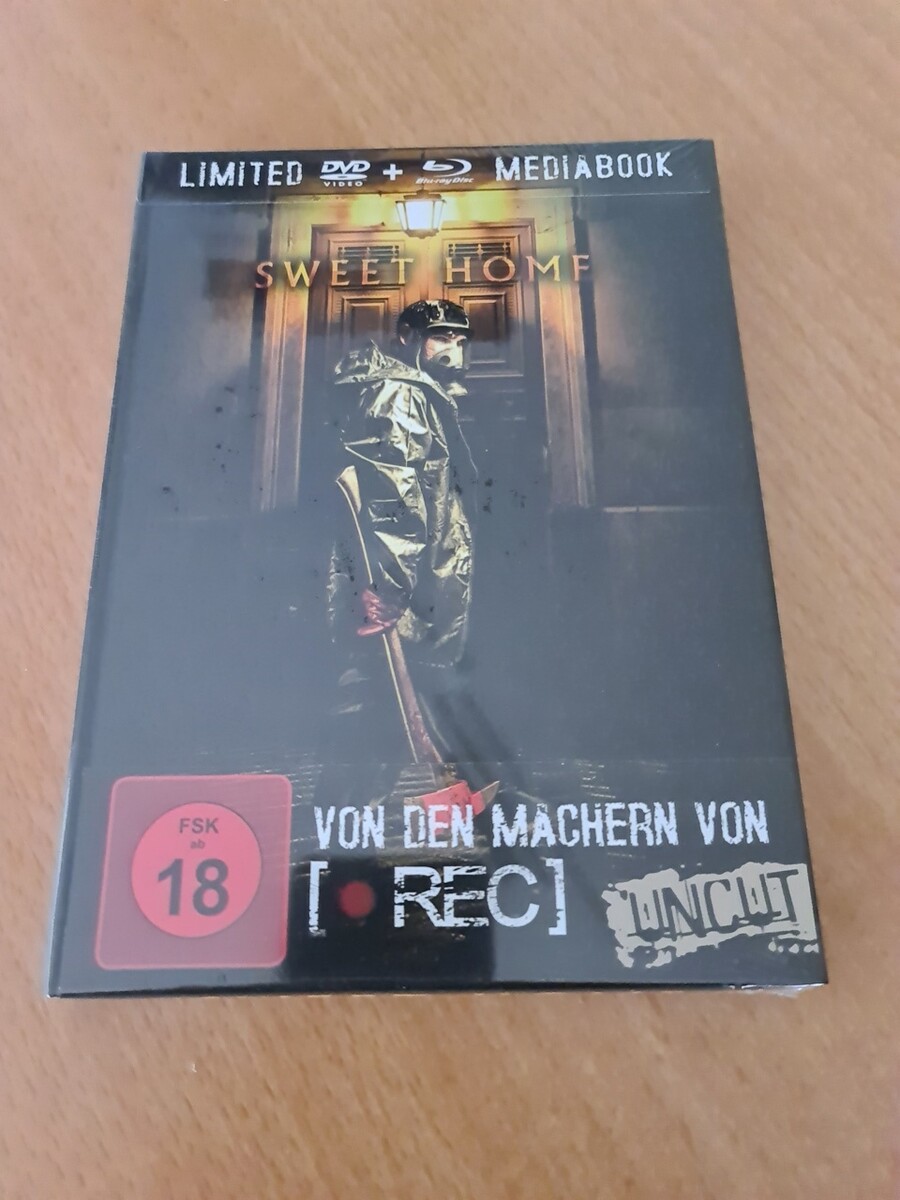 LIMITED DVD VIDEO + Blu-ray Disc MEDIABOOK
SWEET HOME
FSK
ab
18
VON DEN MACHERN VON
[● REC]
UNCUT